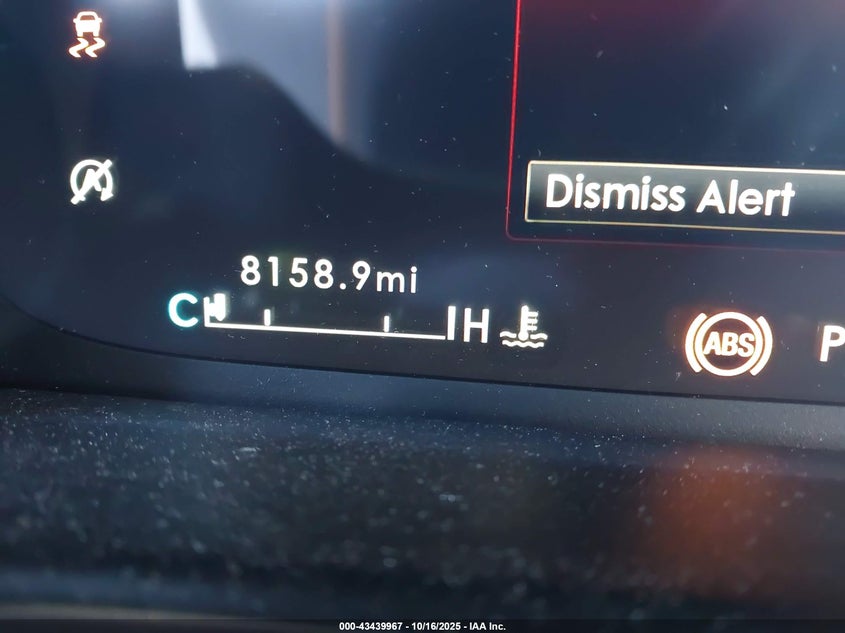 Dismiss Alert
8158.9mi
C H
ABS
P
000-43439967 - 10/16/2025 - IAA Inc.